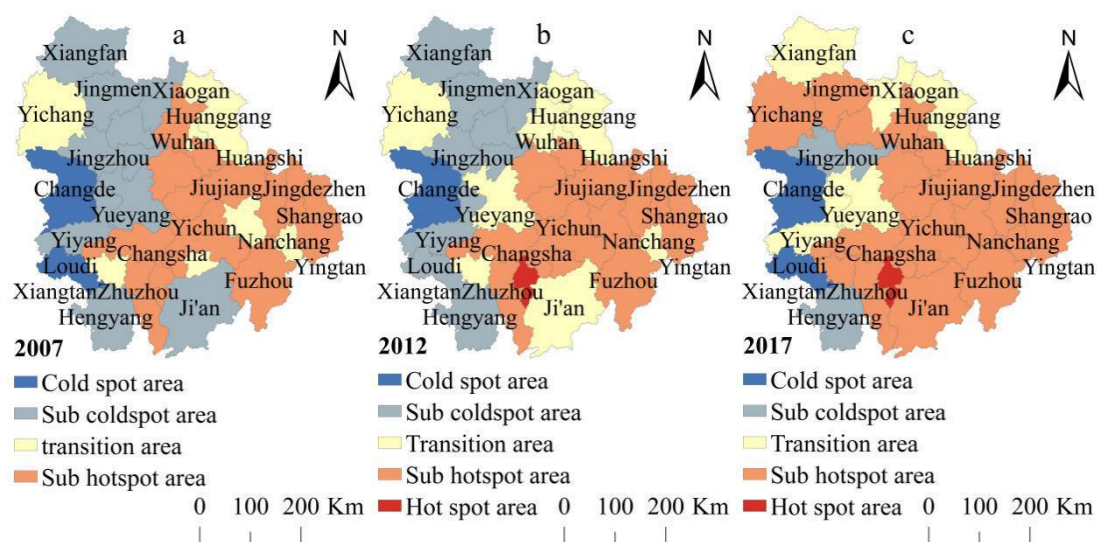 a
N
Xiangfan
Jingmen
Xiaogan
Yichang
Huanggang
Wuhan
Jingzhou
Huangshi
Changde
Jiujiang
Jingdezhen
Yueyang
Shangrao
Yiyang
Yichun
Changsha
Nanchang
Loudi
Yingtan
Fuzhou
Xiangtan
Zhuzhou
Ji'an
Hengyang
2007
Cold spot area
Sub coldspot area
transition area
Sub hotspot area
0 100 200 Km
b
N
Xiangfan
Jingmen
Xiaogan
Yichang
Huanggang
Wuhan
Jingzhou
Huangshi
Changde
Jiujiang
Jingdezhen
Yueyang
Shangrao
Yiyang
Yichun
Changsha
Nanchang
Loudi
Yingtan
Fuzhou
Xiangtan
Zhuzhou
Ji'an
Hengyang
2012
Cold spot area
Sub coldspot area
Transition area
Sub hotspot area
Hot spot area
0 100 200 Km
c
N
Xiangfan
Jingmen
Xiaogan
Yichang
Huanggang
Wuhan
Jingzhou
Huangshi
Changde
Jiujiang
Jingdezhen
Yueyang
Shangrao
Yiyang
Yichun
Changsha
Nanchang
Loudi
Yingtan
Fuzhou
Xiangtan
Zhuzhou
Ji'an
Hengyang
2017
Cold spot area
Sub coldspot area
Transition area
Sub hotspot area
Hot spot area
0 100 200 Km